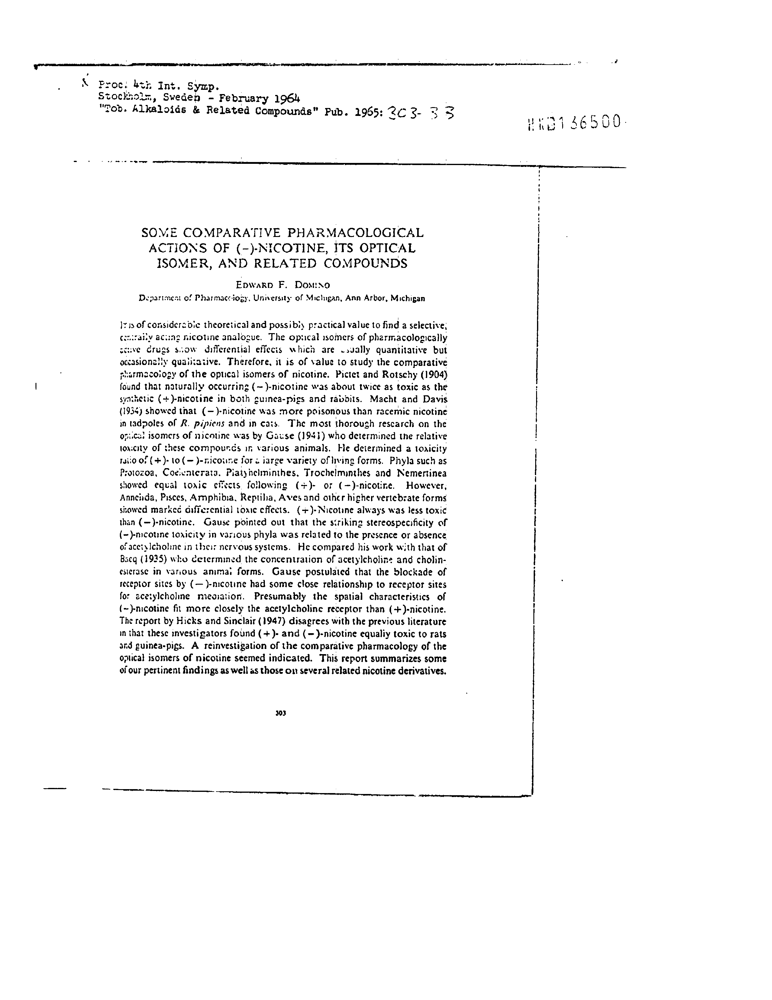 Proc. 4th Int. Symp.
Stockholm, Sweden - February 1964
"Tob. Alkaloids & Related Compounds" Pub. 1965: 303- 33
136500
SOME COMPARATIVE PHARMACOLOGICAL
ACTIONS OF (−)-NICOTINE, ITS OPTICAL
ISOMER, AND RELATED COMPOUNDS
EDWARD F. DOMINO
Department of Pharmacology, University of Michigan, Ann Arbor, Michigan
It is of considerable theoretical and possibly practical value to find a selective,
centrally acting nicotine analogue. The optical isomers of pharmacologically
active drugs show differential effects which are usually quantitative but
occasionally qualitative. Therefore, it is of value to study the comparative
pharmacology of the optical isomers of nicotine. Pictet and Rotschy (1904)
found that naturally occurring (−)-nicotine was about twice as toxic as the
synthetic (+)-nicotine in both guinea-pigs and rabbits. Macht and Davis
(1934) showed that (−)-nicotine was more poisonous than racemic nicotine
in tadpoles of R. pipiens and in cats. The most thorough research on the
optical isomers of nicotine was by Gause (1941) who determined the relative
toxicity of these compounds in various animals. He determined a toxicity
ratio of (+)- to (−)-nicotine for a large variety of living forms. Phyla such as
Protozoa, Coelenterata, Platyhelminthes, Trochelminthes and Nemertinea
showed equal toxic effects following (+)- or (−)-nicotine. However,
Annelida, Pisces, Amphibia, Reptilia, Aves and other higher vertebrate forms
showed marked differential toxic effects. (+)-Nicotine always was less toxic
than (−)-nicotine. Gause pointed out that the striking stereospecificity of
(−)-nicotine toxicity in various phyla was related to the presence or absence
of acetylcholine in their nervous systems. He compared his work with that of
Bacq (1935) who determined the concentration of acetylcholine and cholin-
esterase in various animal forms. Gause postulated that the blockade of
receptor sites by (−)-nicotine had some close relationship to receptor sites
for acetylcholine mediation. Presumably the spatial characteristics of
(−)-nicotine fit more closely the acetylcholine receptor than (+)-nicotine.
The report by Hicks and Sinclair (1947) disagrees with the previous literature
in that these investigators found (+)- and (−)-nicotine equally toxic to rats
and guinea-pigs. A reinvestigation of the comparative pharmacology of the
optical isomers of nicotine seemed indicated. This report summarizes some
of our pertinent findings as well as those on several related nicotine derivatives.
303